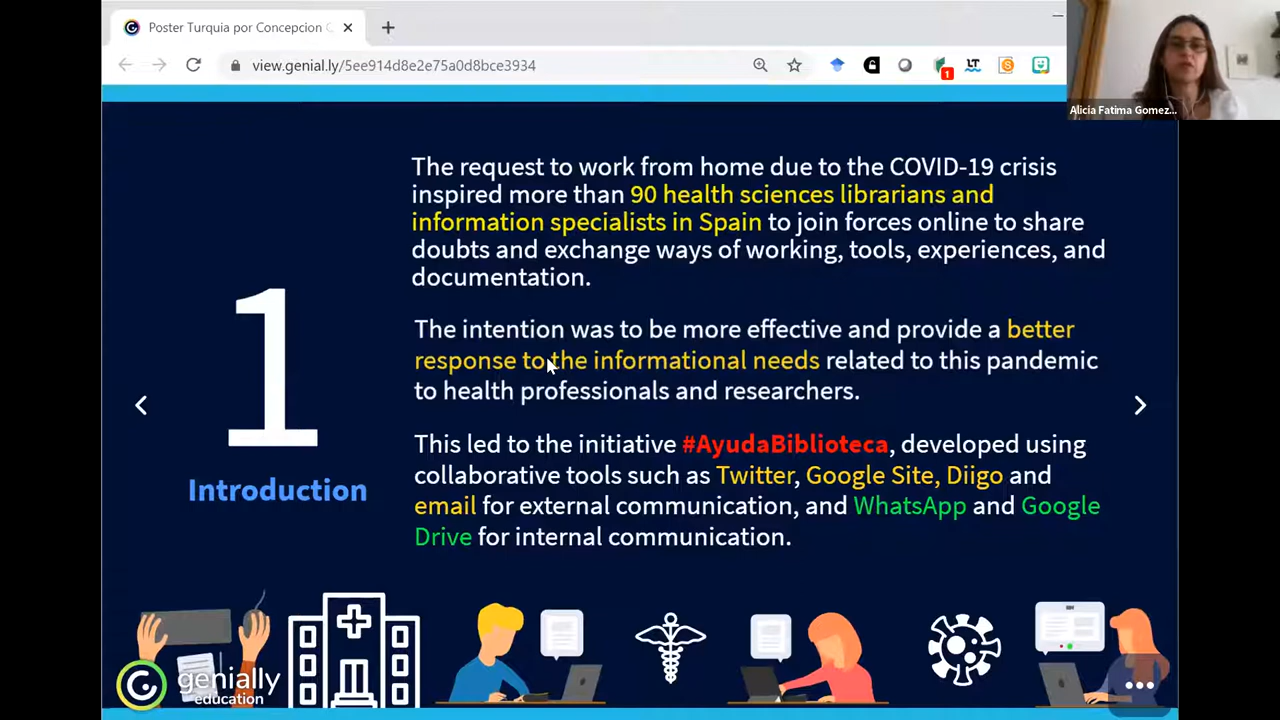 Poster Turquia por Concepcion
view.genial.ly/5ee914d8e2e75a0d8bce3934
1
LT
Alicia Fatima Gomez...
The request to work from home due to the COVID-19 crisis
inspired more than 90 health sciences librarians and
information specialists in Spain to join forces online to share
doubts and exchange ways of working, tools, experiences, and
documentation.
The intention was to be more effective and provide a better
response to the informational needs related to this pandemic
to health professionals and researchers.
This led to the initiative #AyudaBiblioteca, developed using
collaborative tools such as Twitter, Google Site, Diigo and
email for external communication, and WhatsApp and Google
Drive for internal communication.
1
Introduction
genially
education